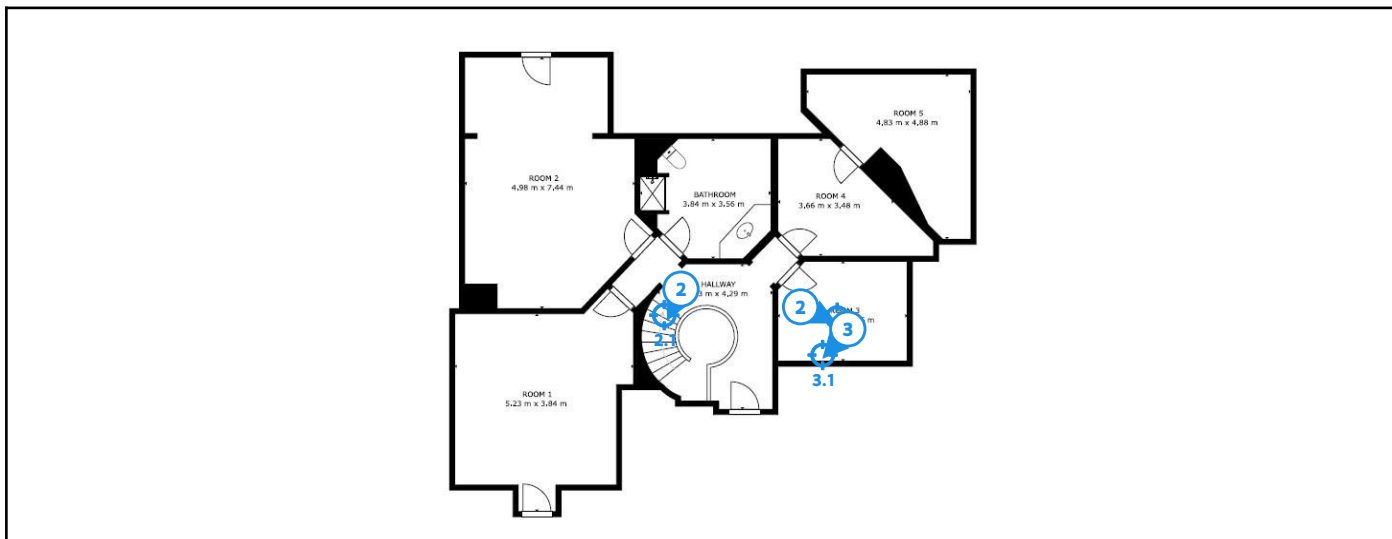 ROOM 5
4,83 m x 4,88 m
ROOM 2
4,98 m x 7,44 m
BATHROOM
3,84 m x 3,56 m
ROOM 4
3,66 m x 3,48 m
HALLWAY
m x 4,29 m
2
2
3
2.1
3.1
ROOM 1
5,23 m x 3,84 m